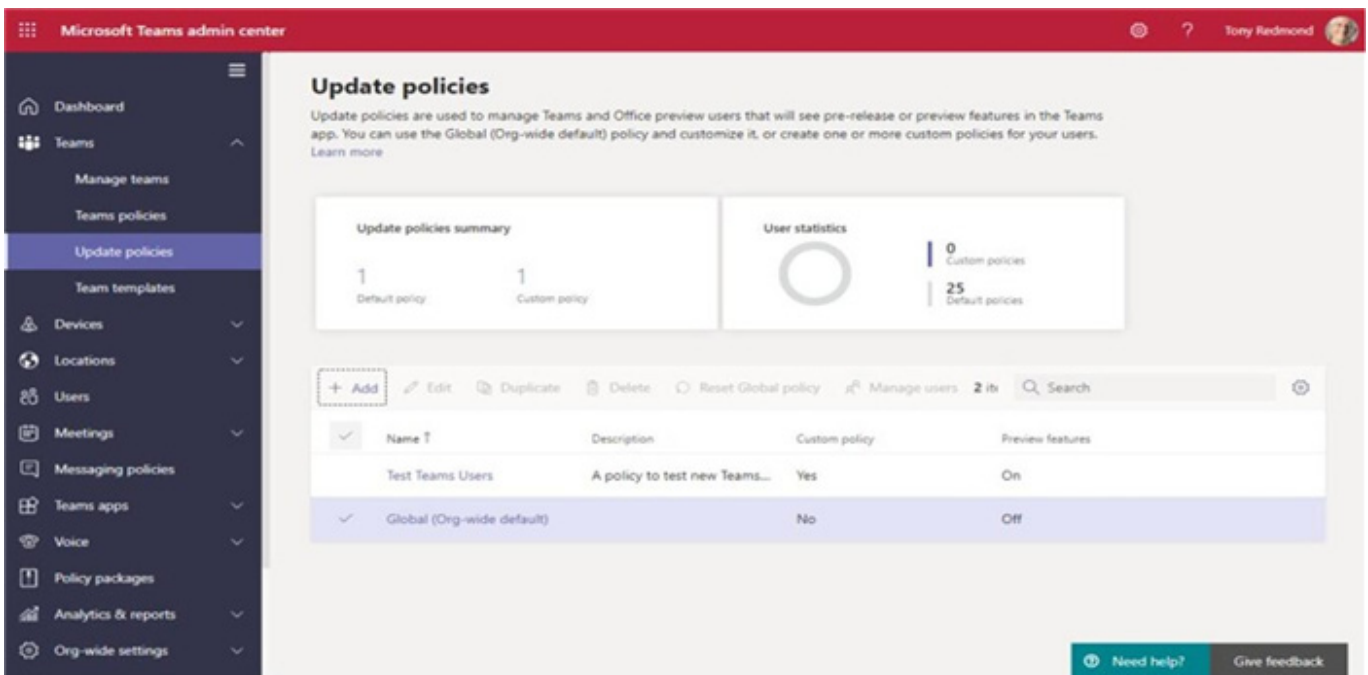 Microsoft Teams admin center
?
Tony Redmond
Dashboard
Teams
Manage teams
Teams policies
Update policies
Team templates
Devices
Locations
Users
Meetings
Messaging policies
Teams apps
Voice
Policy packages
Analytics & reports
Org-wide settings
Update policies
Update policies are used to manage Teams and Office preview users that will see pre-release or preview features in the Teams
app. You can use the Global (Org-wide default) policy and customize it, or create one or more custom policies for your users.
Learn more
Update policies summary
1
Default policy
1
Custom policy
User statistics
0
Custom policies
25
Default policies
+ Add Edit Duplicate Delete Reset Global policy Manage users 2 ite Search
Name ↑ Description Custom policy Preview features
Test Teams Users A policy to test new Teams... Yes On
Global (Org-wide default) No Off
Need help? Give feedback